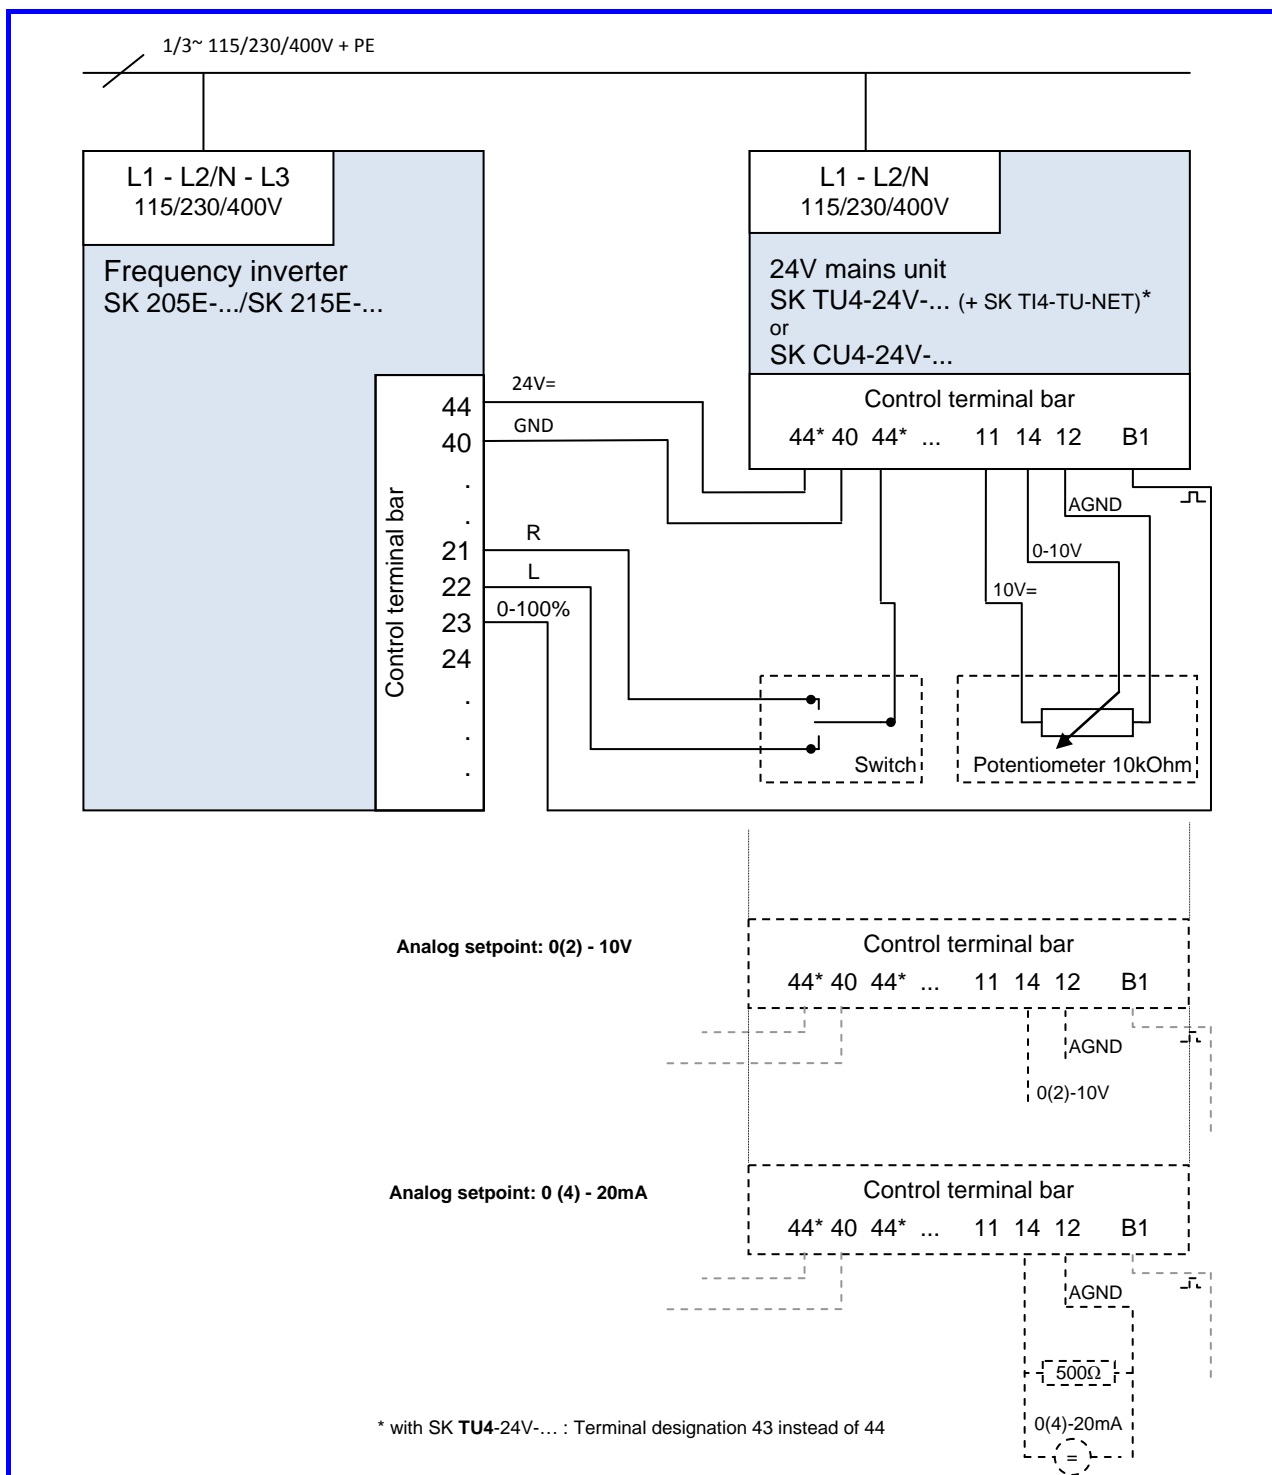 1/3~ 115/230/400V + PE
L1 - L2/N - L3
115/230/400V
Frequency inverter
SK 205E-.../SK 215E-...
Control terminal bar
44
40
.
.
21
22
23
24
.
.
.
24V=
GND
R
L
0-100%
L1 - L2/N
115/230/400V
24V mains unit
SK TU4-24V-... (+ SK TI4-TU-NET)*
or
SK CU4-24V-...
Control terminal bar
44* 40 44* ... 11 14 12 B1
AGND
0-10V
10V=
Switch
Potentiometer 10kOhm
Analog setpoint: 0(2) - 10V
Control terminal bar
44* 40 44* ... 11 14 12 B1
AGND
0(2)-10V
Analog setpoint: 0 (4) - 20mA
Control terminal bar
44* 40 44* ... 11 14 12 B1
AGND
500Ω
0(4)-20mA
=
* with SK TU4-24V-... : Terminal designation 43 instead of 44